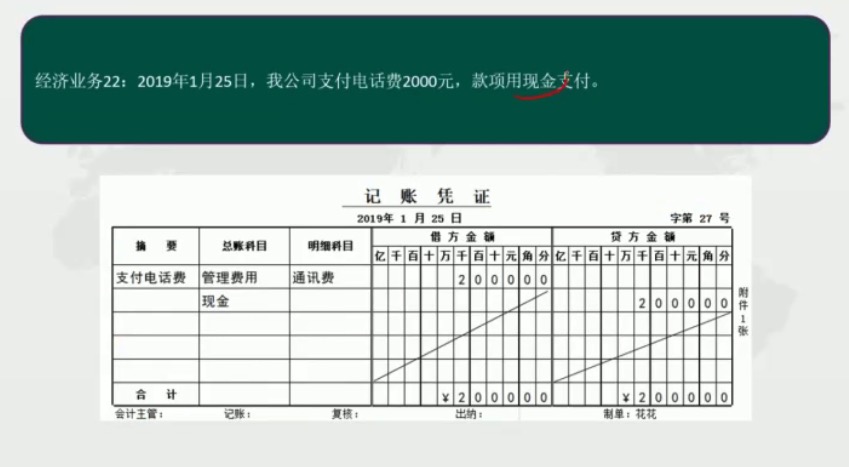 经济业务22：2019年1月25日，我公司支付电话费2000元，款项用现金支付。
记 账 凭 证
2019年 1 月 25 日 字第 27 号
摘 要 总账科目 明细科目 借方金额 贷方金额
亿 千 百 十 万 千 百 十 元 角 分 亿 千 百 十 万 千 百 十 元 角 分
支付电话费 管理费用 通讯费 2 0 0 0 0 0
现金 2 0 0 0 0 0
附件1张
合 计 ¥ 2 0 0 0 0 0 ¥ 2 0 0 0 0 0
会计主管： 记账： 复核： 出纳： 制单：花花